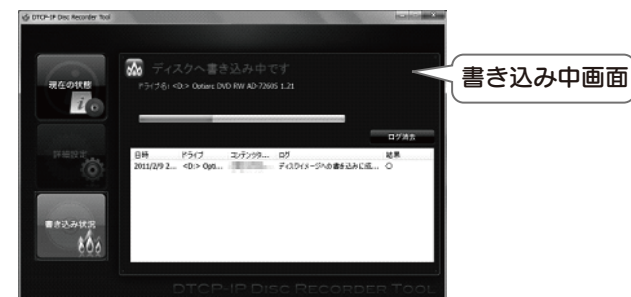 DTCP-IP Disc Recorder Tool
ディスクへ書き込み中です
ドライブ名: <D:> Optiarc DVD RW AD-7260S 1.21
現在の状態
書き込み中画面
ログ消去
詳細設定
日時 ドライブ コンテンツタ... ログ 結果
2011/2/9 2... <D:> Opti... ディスクイメージへの書き込みに成... ○
書き込み状況
DTCP-IP Disc Recorder Tool